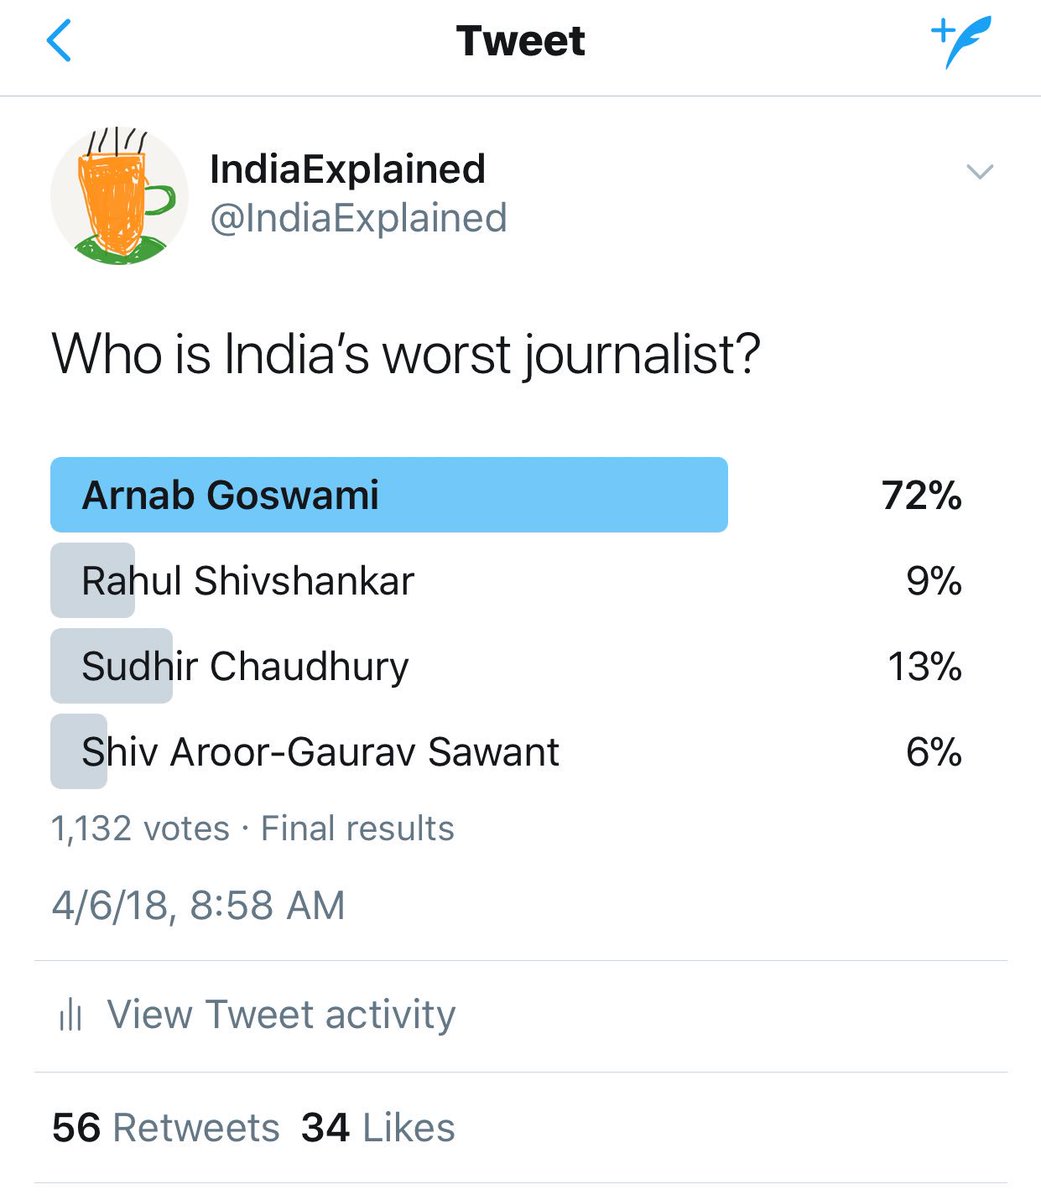 Tweet
IndiaExplained
@IndiaExplained
Who is India's worst journalist?
Arnab Goswami 72%
Rahul Shivshankar 9%
Sudhir Chaudhury 13%
Shiv Aroor-Gaurav Sawant 6%
1,132 votes · Final results
4/6/18, 8:58 AM
View Tweet activity
56 Retweets 34 Likes